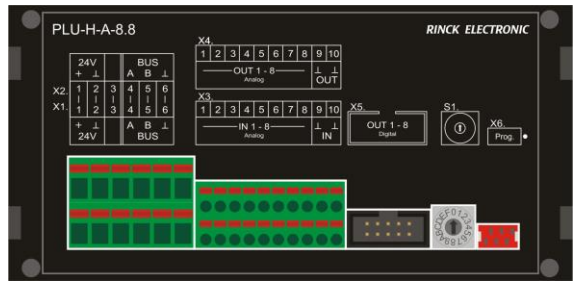 PLU-H-A-8.8
RINCK ELECTRONIC
24V BUS
+ ⊥ A B ⊥
X2. 1 2 3 4 5 6
X1. 1 2 3 4 5 6
+ ⊥ A B ⊥
24V BUS
X4.
1 2 3 4 5 6 7 8 9 10
OUT 1 - 8 ⊥ ⊥
Analog OUT
X3.
1 2 3 4 5 6 7 8 9 10
IN 1 - 8 ⊥ ⊥
Analog IN
X5.
OUT 1 - 8
Digital
S1.
X6.
Prog.
0123456789ABCDEF